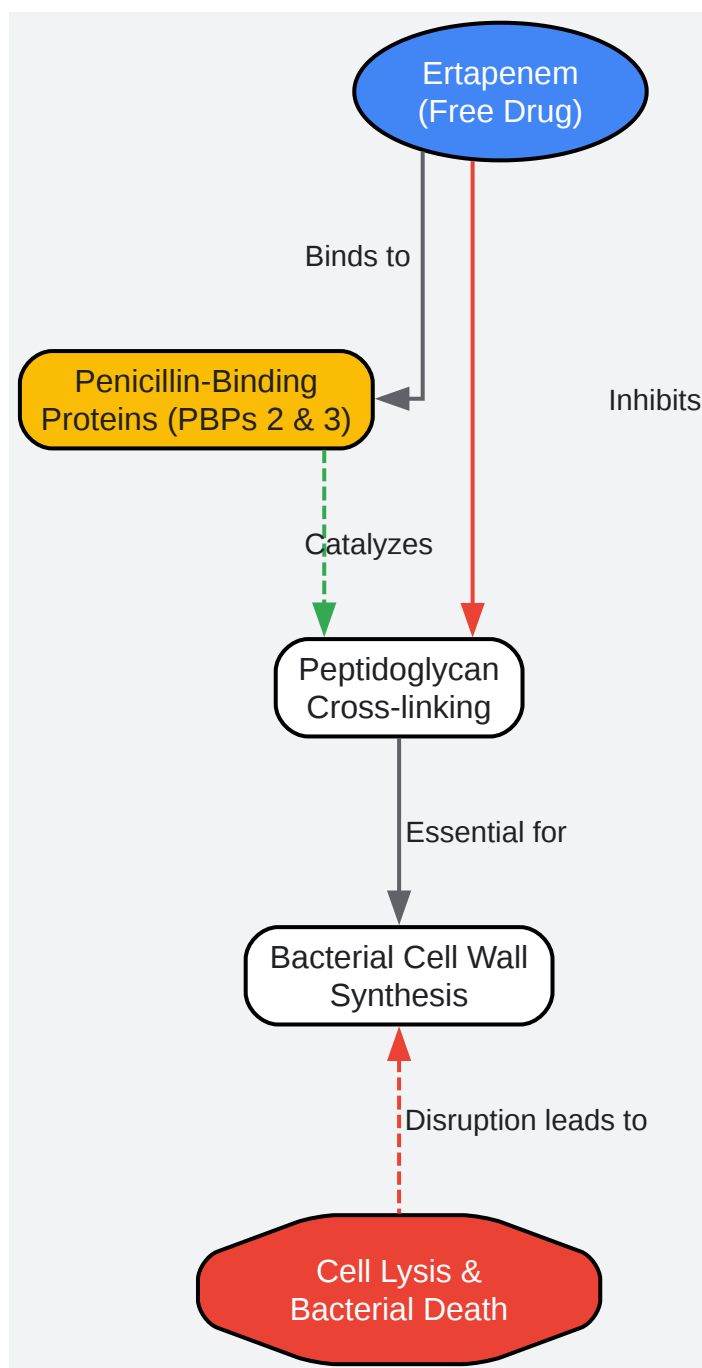 Ertapenem
(Free Drug)
Binds to
Penicillin-Binding
Proteins (PBPs 2 & 3)
Inhibits
Catalyzes
Peptidoglycan
Cross-linking
Essential for
Bacterial Cell Wall
Synthesis
Disruption leads to
Cell Lysis &
Bacterial Death